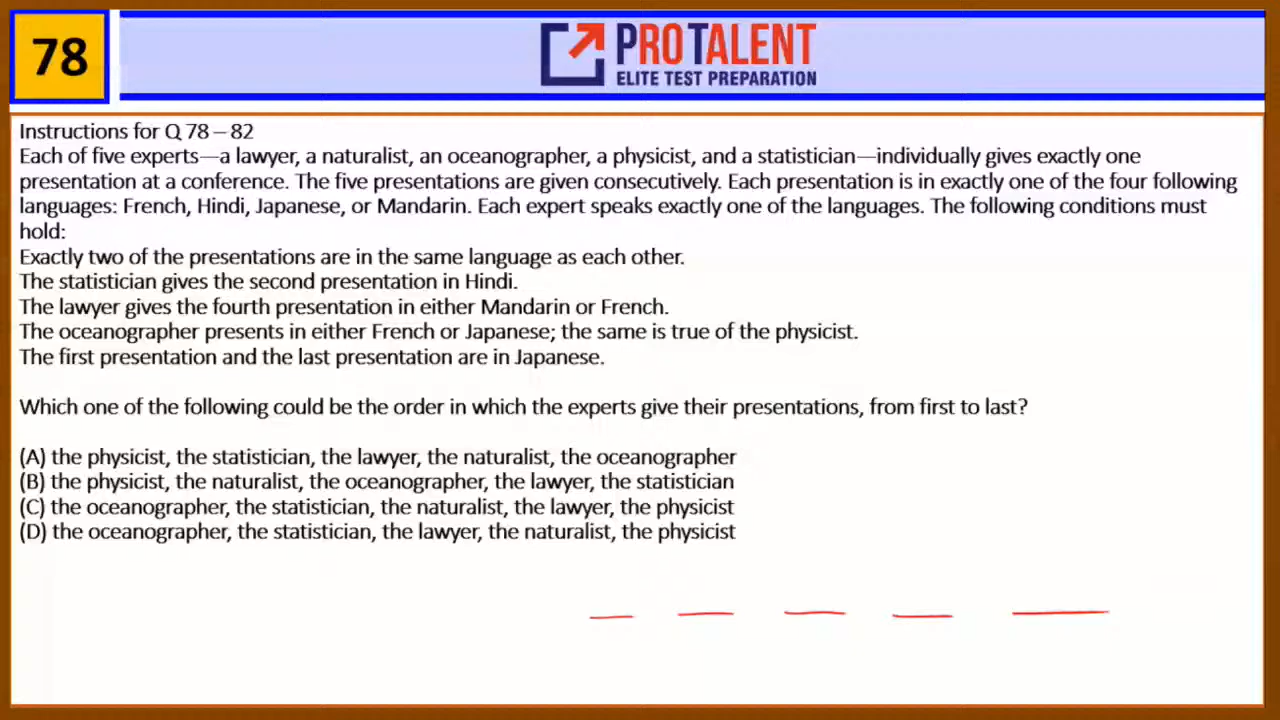 78
PROTALENT
ELITE TEST PREPARATION
Instructions for Q 78 – 82
Each of five experts—a lawyer, a naturalist, an oceanographer, a physicist, and a statistician—individually gives exactly one
presentation at a conference. The five presentations are given consecutively. Each presentation is in exactly one of the four following
languages: French, Hindi, Japanese, or Mandarin. Each expert speaks exactly one of the languages. The following conditions must
hold:
Exactly two of the presentations are in the same language as each other.
The statistician gives the second presentation in Hindi.
The lawyer gives the fourth presentation in either Mandarin or French.
The oceanographer presents in either French or Japanese; the same is true of the physicist.
The first presentation and the last presentation are in Japanese.
Which one of the following could be the order in which the experts give their presentations, from first to last?
(A) the physicist, the statistician, the lawyer, the naturalist, the oceanographer
(B) the physicist, the naturalist, the oceanographer, the lawyer, the statistician
(C) the oceanographer, the statistician, the naturalist, the lawyer, the physicist
(D) the oceanographer, the statistician, the lawyer, the naturalist, the physicist